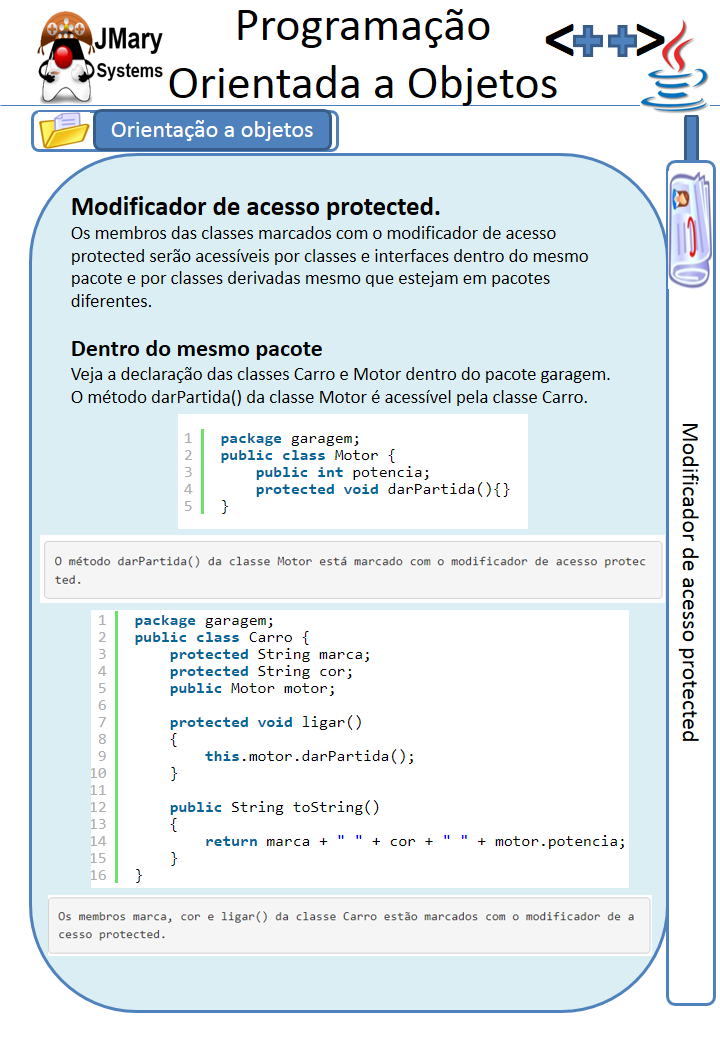 JMary
Systems
Programação
Orientada a Objetos
<++>
Orientação a objetos
Modificador de acesso protected.
Os membros das classes marcados com o modificador de acesso
protected serão acessíveis por classes e interfaces dentro do mesmo
pacote e por classes derivadas mesmo que estejam em pacotes
diferentes.
Dentro do mesmo pacote
Veja a declaração das classes Carro e Motor dentro do pacote garagem.
O método darPartida() da classe Motor é acessível pela classe Carro.
1 package garagem;
2 public class Motor {
3 public int potencia;
4 protected void darPartida(){}
5 }
O método darPartida() da classe Motor está marcado com o modificador de acesso protec
ted.
1 package garagem;
2 public class Carro {
3 protected String marca;
4 protected String cor;
5 public Motor motor;
6
7 protected void ligar()
8 {
9 this.motor.darPartida();
10 }
11
12 public String toString()
13 {
14 return marca + " " + cor + " " + motor.potencia;
15 }
16 }
Os membros marca, cor e ligar() da classe Carro estão marcados com o modificador de a
cesso protected.
Modificador de acesso protected